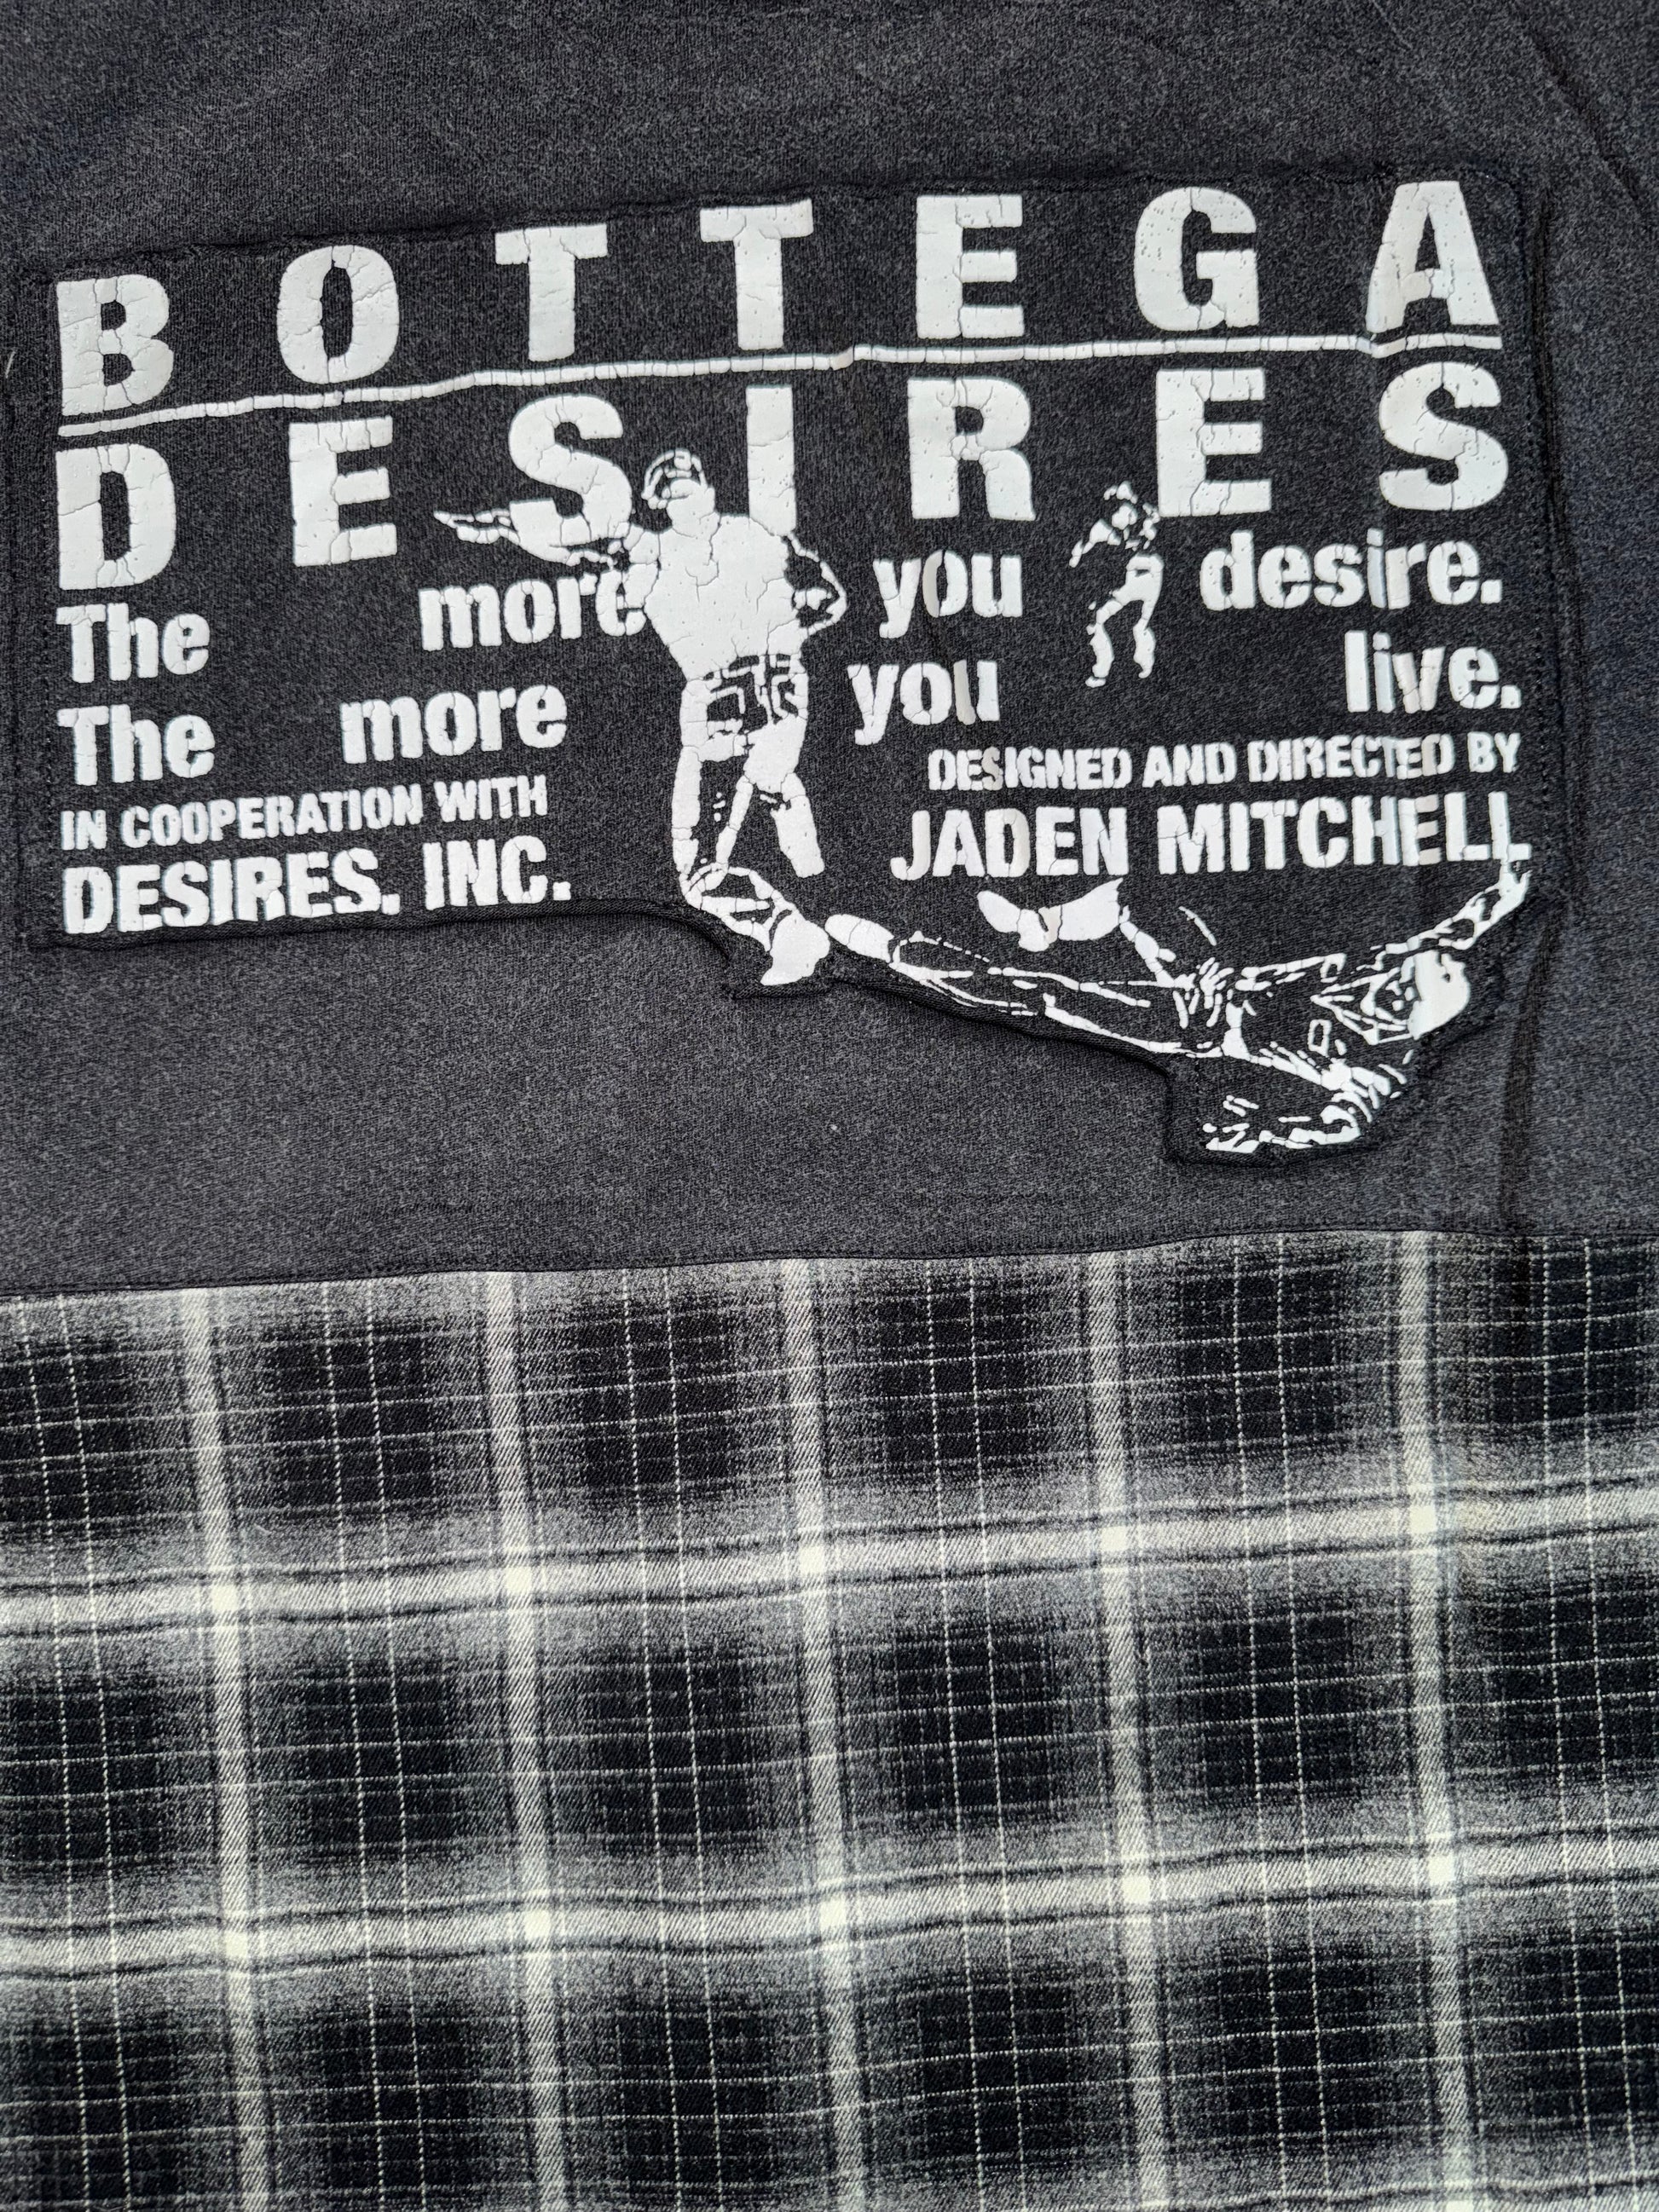 BOTTEGA
DESIRES
The more you desire.
The more you live.
IN COOPERATION WITH
DESIRES, INC.
DESIGNED AND DIRECTED BY
JADEN MITCHELL